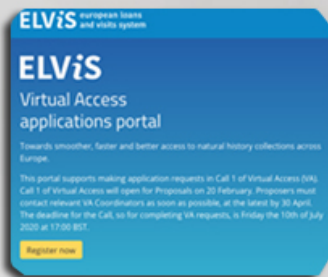 ELViS european loans
and visits system
ELViS
Virtual Access
applications portal
Towards smoother, faster and better access to natural history collections across
Europe.
This portal supports making application requests in Call 1 of Virtual Access (VA).
Call 1 of Virtual Access will open for Proposals on 20 February. Proposers must
contact relevant VA Coordinators as soon as possible, at the latest by 30 April.
The deadline for the Call, so for completing VA requests, is Friday the 10th of July
2020 at 17:00 BST.
Register now